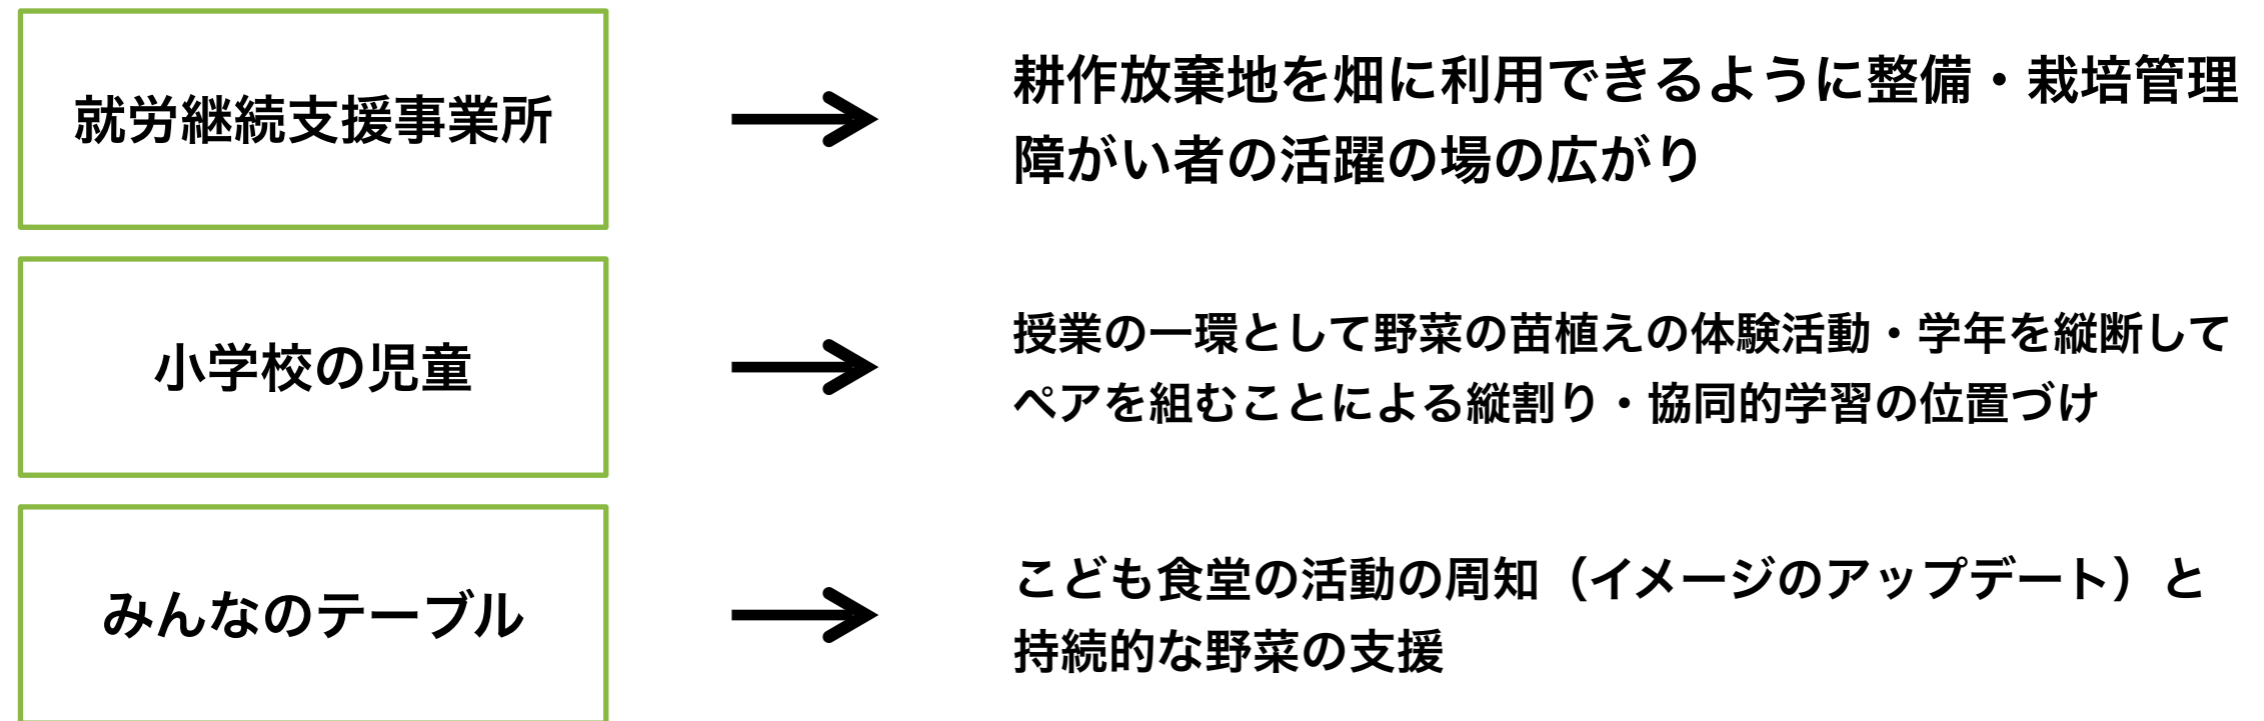 就労継続支援事業所
耕作放棄地を畑に利用できるように整備・栽培管理
障がい者の活躍の場の広がり
小学校の児童
授業の一環として野菜の苗植えの体験活動・学年を縦断して
ペアを組むことによる縦割り・協同的学習の位置づけ
みんなのテーブル
こども食堂の活動の周知（イメージのアップデート）と
持続的な野菜の支援